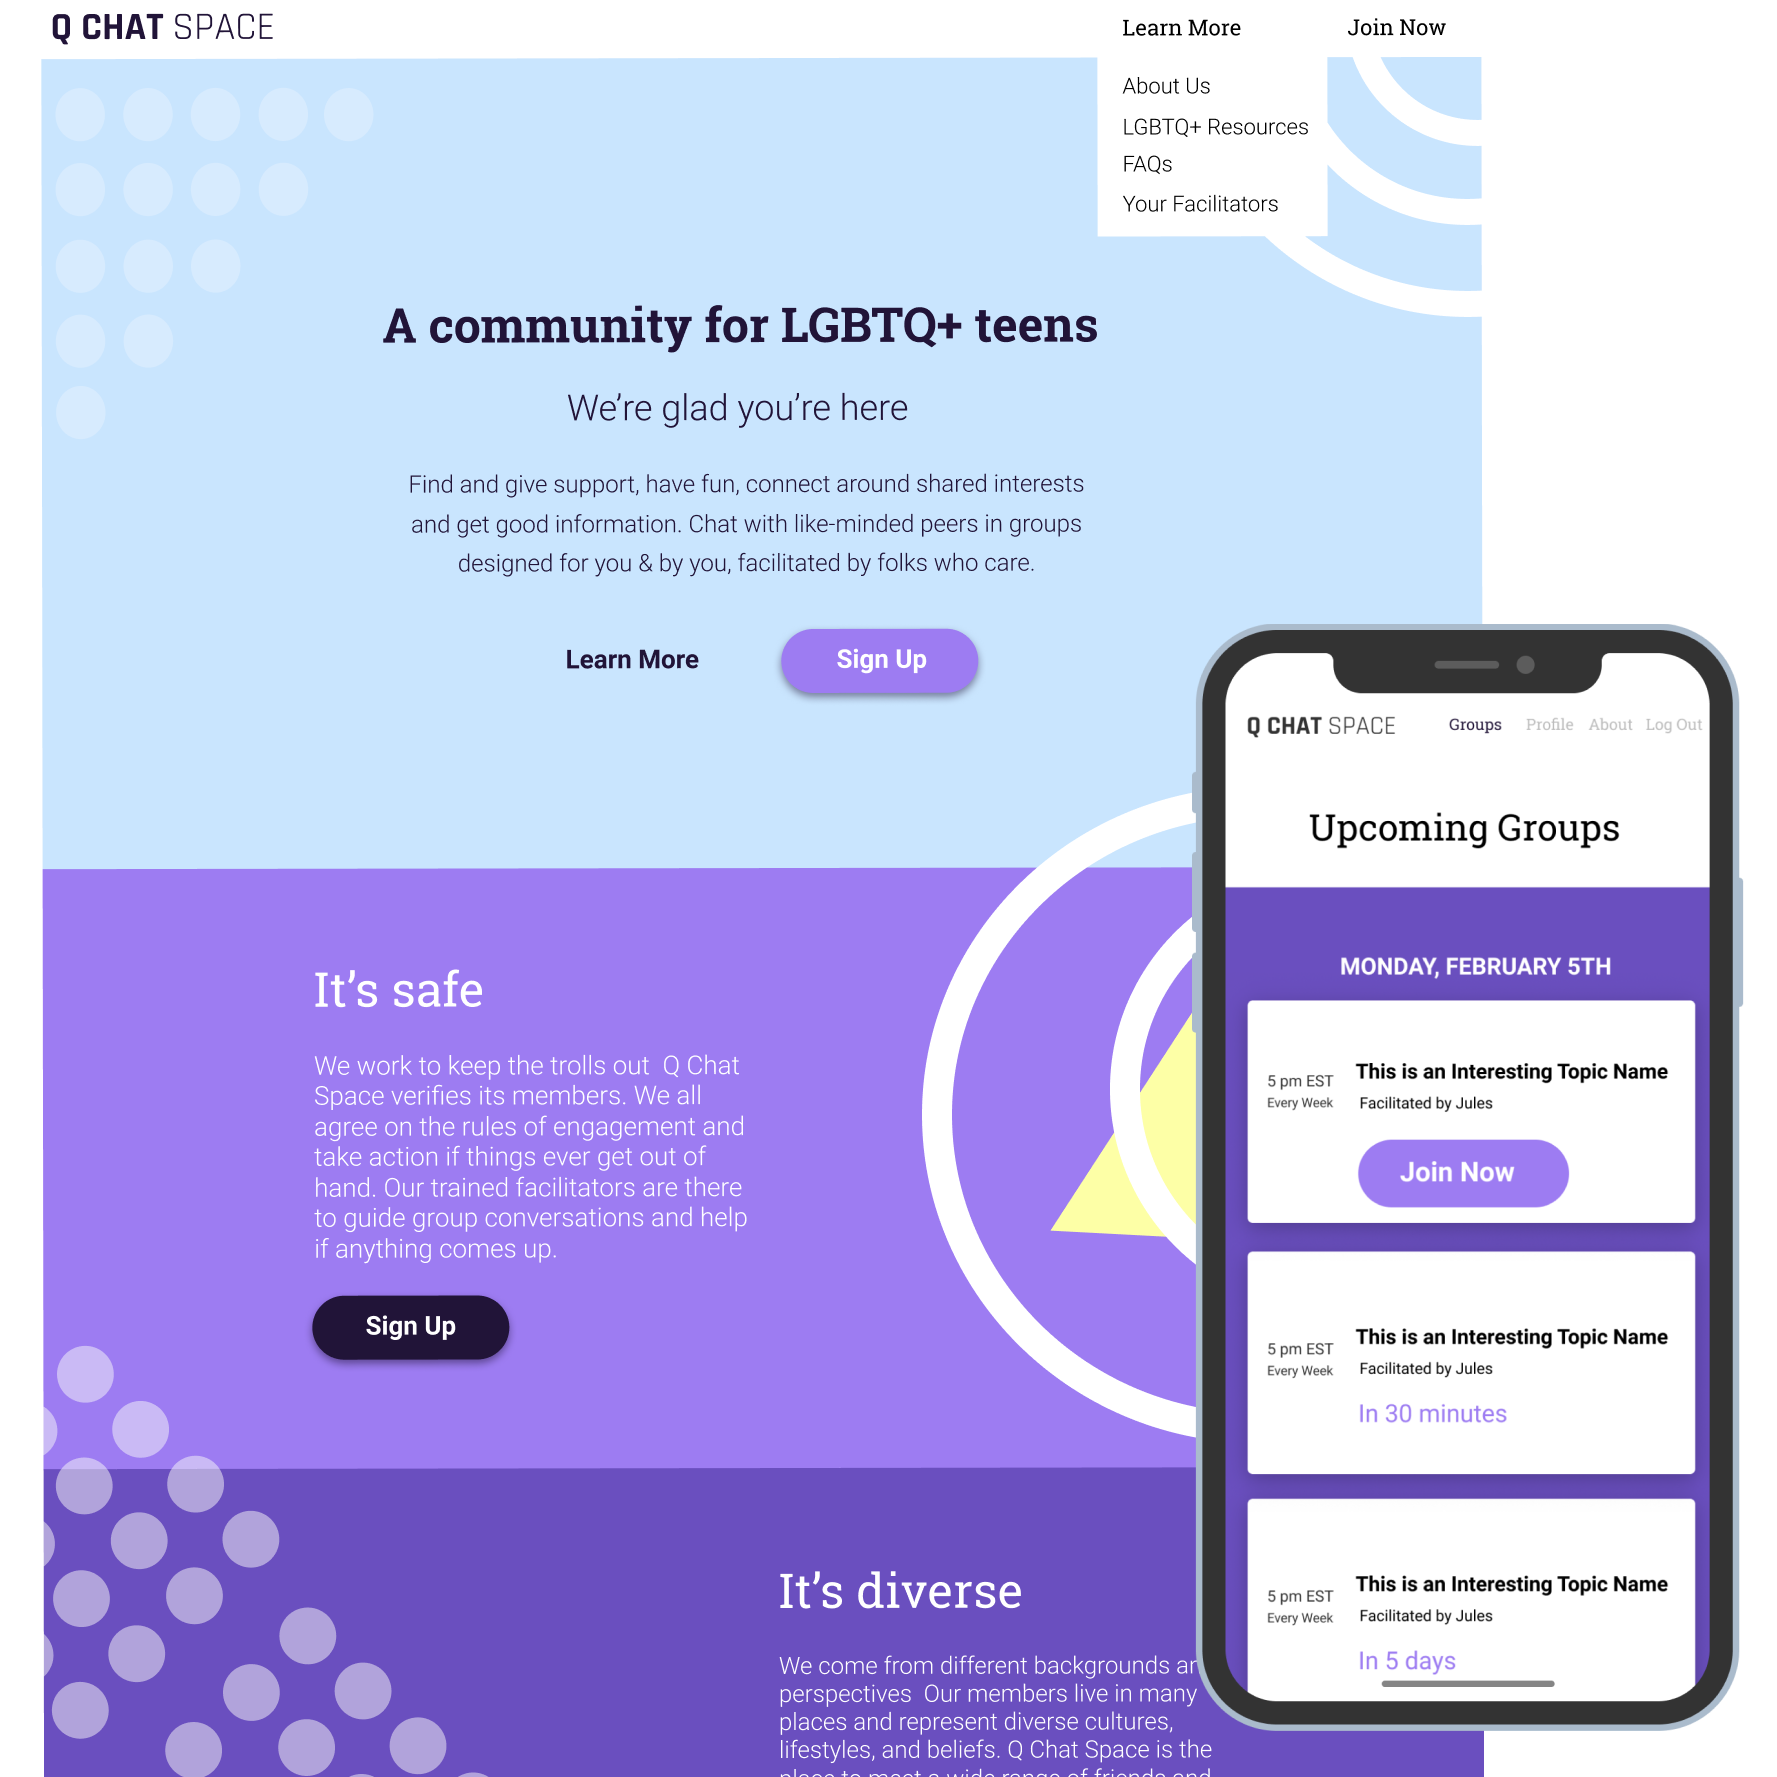 Q CHAT SPACE
Learn More
Join Now
About Us
LGBTQ+ Resources
FAQs
Your Facilitators
A community for LGBTQ+ teens
We're glad you're here
Find and give support, have fun, connect around shared interests
and get good information. Chat with like-minded peers in groups
designed for you & by you, facilitated by folks who care.
Learn More
Sign Up
It's safe
We work to keep the trolls out  Q Chat
Space verifies its members. We all
agree on the rules of engagement and
take action if things ever get out of
hand. Our trained facilitators are there
to guide group conversations and help
if anything comes up.
Sign Up
It's diverse
We come from different backgrounds
perspectives  Our members live in many
places and represent diverse cultures,
lifestyles, and beliefs. Q Chat Space is the
place to meet a wide range of friends and
Q CHAT SPACE
Groups
Profile
About
Log Out
Upcoming Groups
MONDAY, FEBRUARY 5TH
5 pm EST
Every Week
This is an Interesting Topic Name
Facilitated by Jules
Join Now
5 pm EST
Every Week
This is an Interesting Topic Name
Facilitated by Jules
In 30 minutes
5 pm EST
Every Week
This is an Interesting Topic Name
Facilitated by Jules
In 5 days